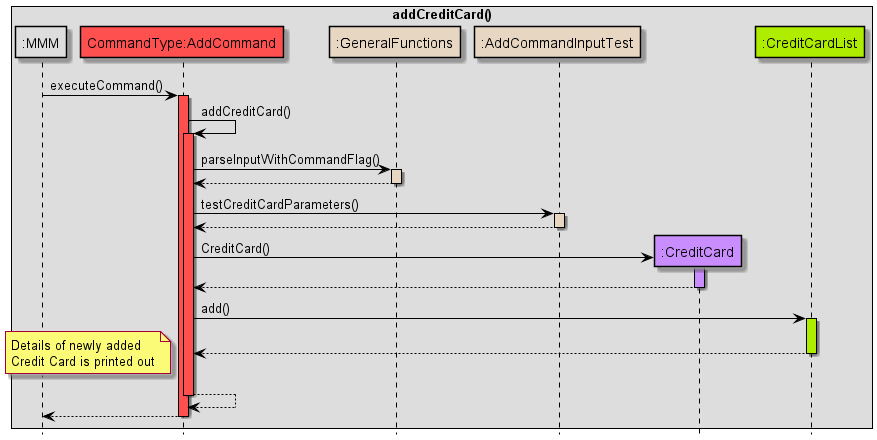 addCreditCard()
:MMM
CommandType:AddCommand
:GeneralFunctions
:AddCommandInputTest
:CreditCardList
executeCommand()
addCreditCard()
parseInputWithCommandFlag()
testCreditCardParameters()
CreditCard()
:CreditCard
add()
Details of newly added
Credit Card is printed out